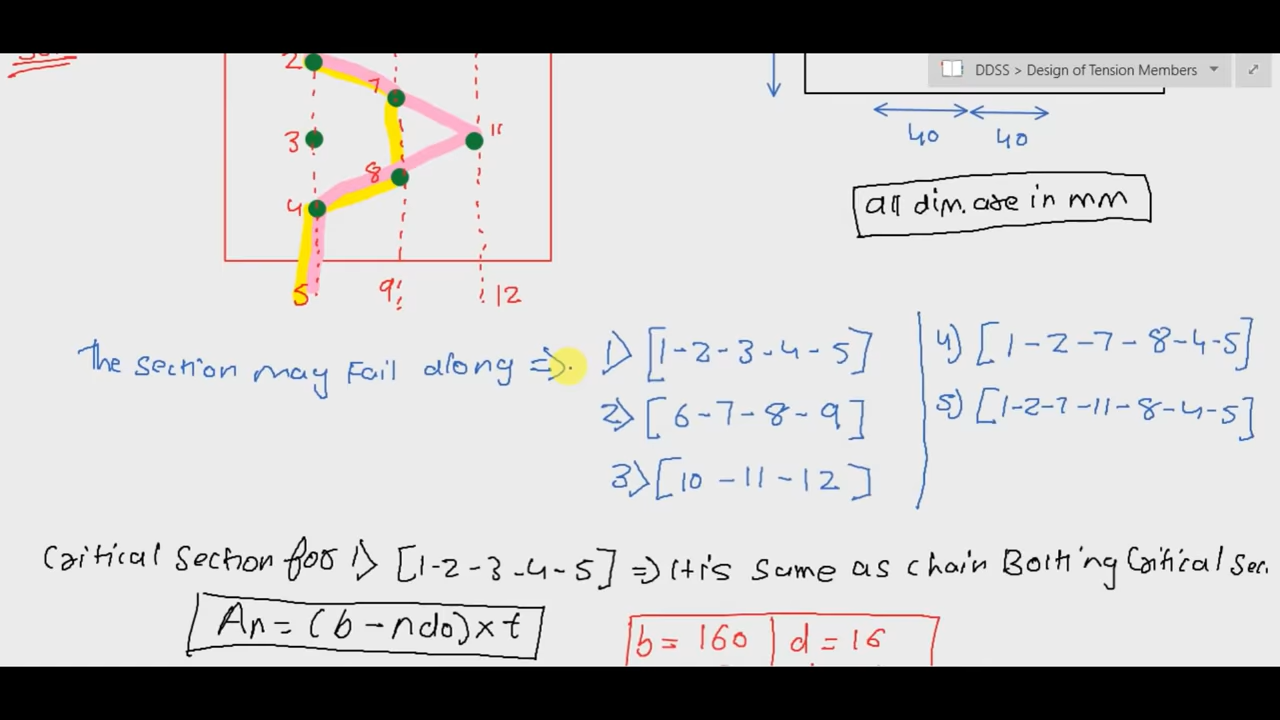 Sol
DDSS > Design of Tension Members
2
7
3
11
8
4
5
9
12
40 40
all dim. are in mm
The section may Fail along ⇒
1) [1-2-3-4-5]
2) [6-7-8-9]
3) [10-11-12]
4) [1-2-7-8-4-5]
5) [1-2-7-11-8-4-5]
Critical section for 1) [1-2-3-4-5] ⇒ It is same as chain Bolting Critical Sec.
An = (b - ndo) x t
b = 160 | d = 16